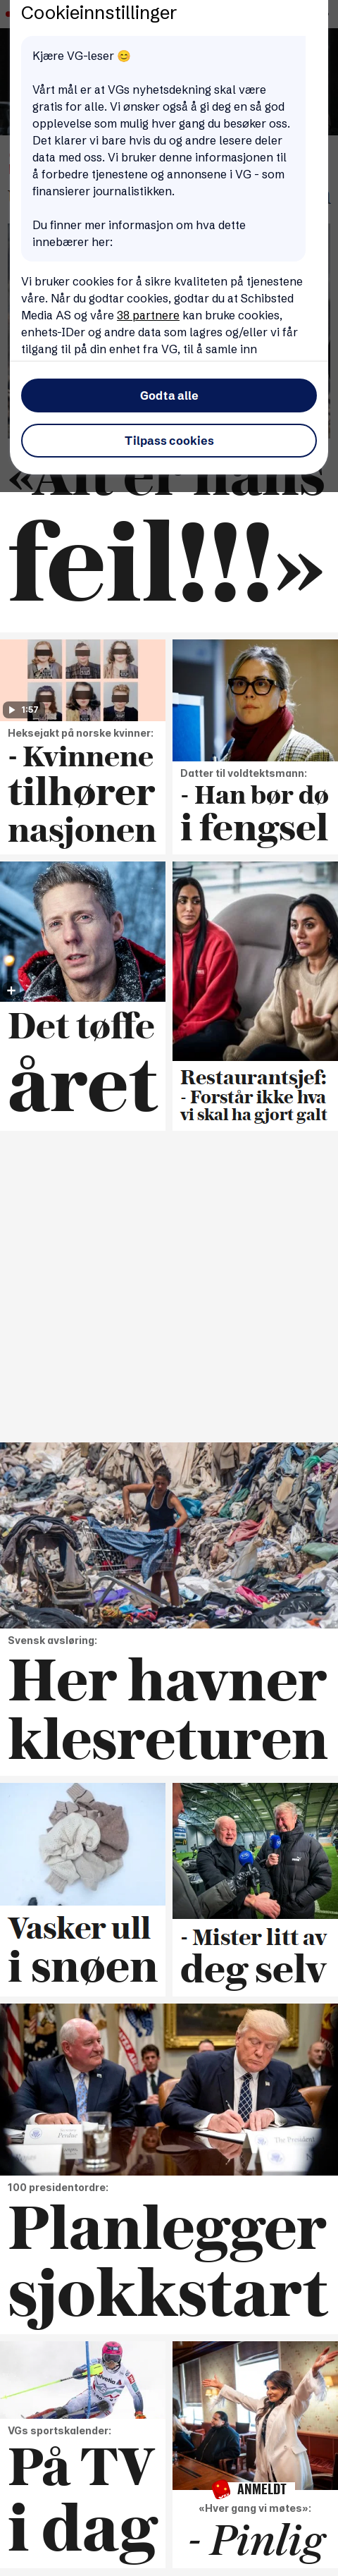 Cookieinnstillinger
Kjære VG-leser 😊
Vårt mål er at VGs nyhetsdekning skal være
gratis for alle. Vi ønsker også å gi deg en så god
opplevelse som mulig hver gang du besøker oss.
Det klarer vi bare hvis du og andre lesere deler
data med oss. Vi bruker denne informasjonen til
å forbedre tjenestene og annonsene i VG - som
finansierer journalistikken.
Du finner mer informasjon om hva dette
innebærer her:
Vi bruker cookies for å sikre kvaliteten på tjenestene
våre. Når du godtar cookies, godtar du at Schibsted
Media AS og våre 38 partnere kan bruke cookies,
enhets-IDer og andre data som lagres og/eller vi får
tilgang til på din enhet fra VG, til å samle inn
Godta alle
Tilpass cookies
«Alt er hans
feil!!!»
1:57
Heksejakt på norske kvinner:
- Kvinnene
tilhører
nasjonen
Datter til voldtektsmann:
- Han bør dø
i fengsel
Det tøffe
året
Restaurantsjef:
- Forstår ikke hva
vi skal ha gjort galt
Svensk avsløring:
Her havner
klesreturen
Vasker ull
i snøen
- Mister litt av
deg selv
Perdue
The President
100 presidentordre:
Planlegger
sjokkstart
VGs sportskalender:
På TV
i dag
ANMELDT
«Hver gang vi møtes»:
- Pinlig